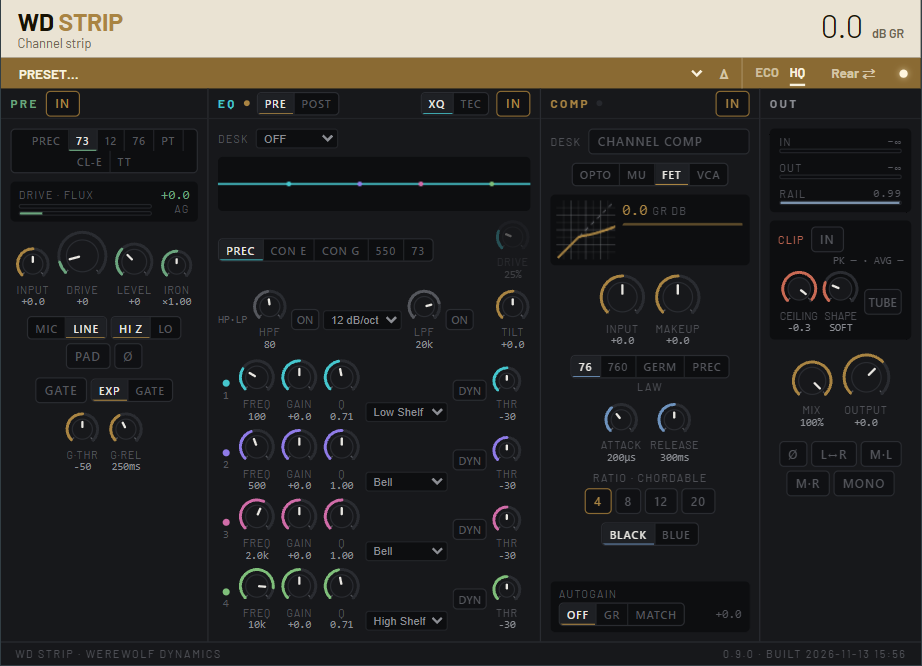 WD STRIP
Channel strip
0.0 dB GR
PRESET...
Δ
ECO HQ
Rear ⇄
PRE IN
PREC 73 12 76 PT
CL-E TT
DRIVE · FLUX +0.0
AG
INPUT DRIVE LEVEL IRON
+0.0 +0 +0 ×1.00
MIC LINE HI Z LO
PAD Ø
GATE EXP GATE
G·THR G·REL
-50 250ms
EQ PRE POST XQ TEC IN
DESK OFF
PREC CON E CON G 550 73
DRIVE
25%
HP·LP HPF ON 12 dB/oct LPF ON TILT
80 20k +0.0
1 FREQ GAIN Q Low Shelf DYN THR
100 +0.0 0.71 -30
2 FREQ GAIN Q Bell DYN THR
500 +0.0 1.00 -30
3 FREQ GAIN Q Bell DYN THR
2.0k +0.0 1.00 -30
4 FREQ GAIN Q High Shelf DYN THR
10k +0.0 0.71 -30
COMP IN
DESK CHANNEL COMP
OPTO MU FET VCA
0.0 GR DB
INPUT MAKEUP
+0.0 +0.0
76 760 GERM PREC
LAW
ATTACK RELEASE
200µs 300ms
RATIO · CHORDABLE
4 8 12 20
BLACK BLUE
AUTOGAIN
OFF GR MATCH +0.0
OUT
IN -∞
OUT -∞
RAIL 0.99
CLIP IN
PK — · AVG —
CEILING SHAPE TUBE
-0.3 SOFT
MIX OUTPUT
100% +0.0
Ø L↔R M·L
M·R MONO
WD STRIP · WEREWOLF DYNAMICS
0.9.0 · BUILT 2026-11-13 15:56